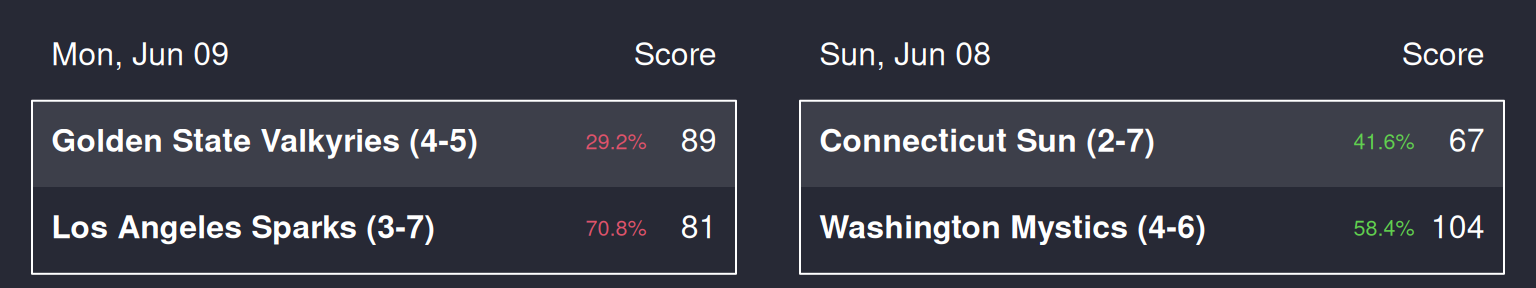 Mon, Jun 09 Score
Golden State Valkyries (4-5) 29.2% 89
Los Angeles Sparks (3-7) 70.8% 81
Sun, Jun 08 Score
Connecticut Sun (2-7) 41.6% 67
Washington Mystics (4-6) 58.4% 104